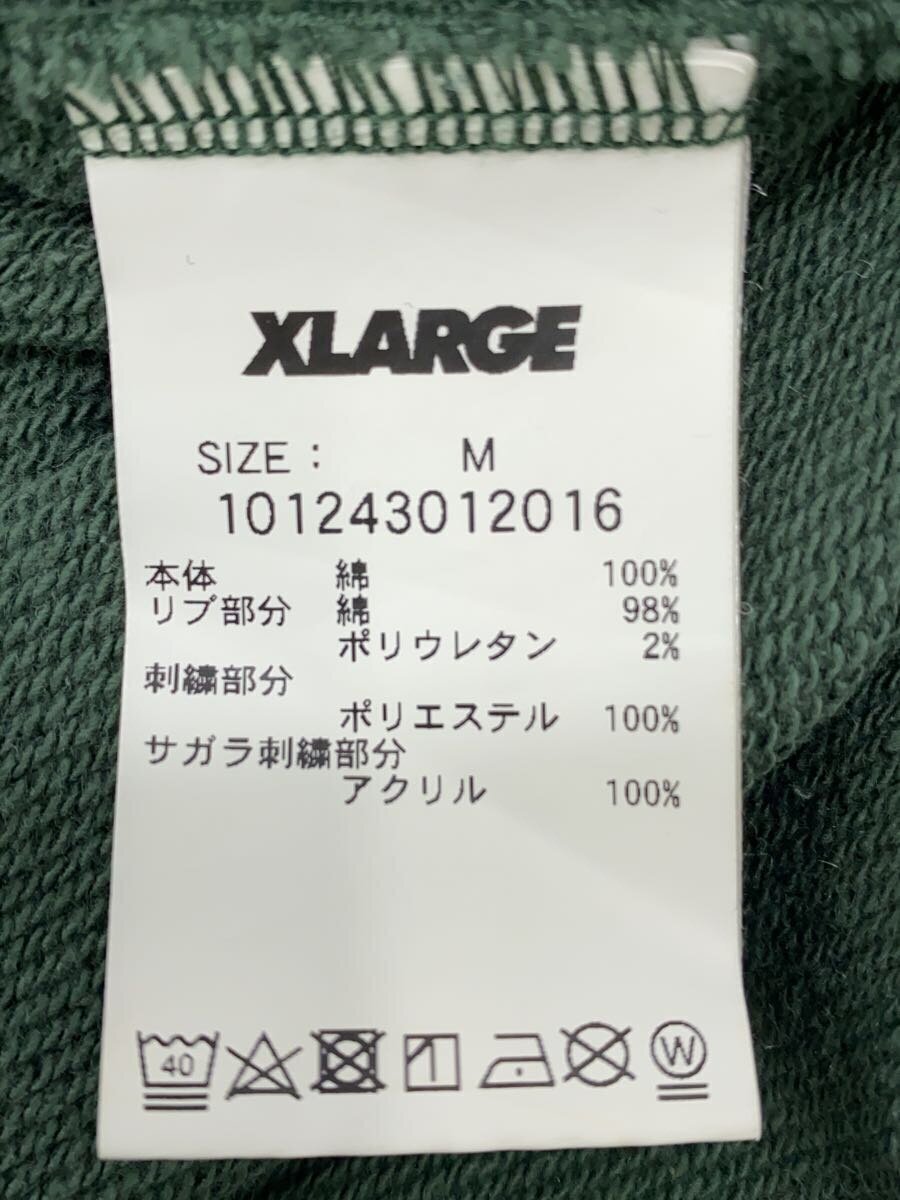 XLARGE
SIZE : M
101243012016
本体 綿 100%
リブ部分 綿 98%
ポリウレタン 2%
刺繍部分
ポリエステル 100%
サガラ刺繍部分
アクリル 100%
40 W